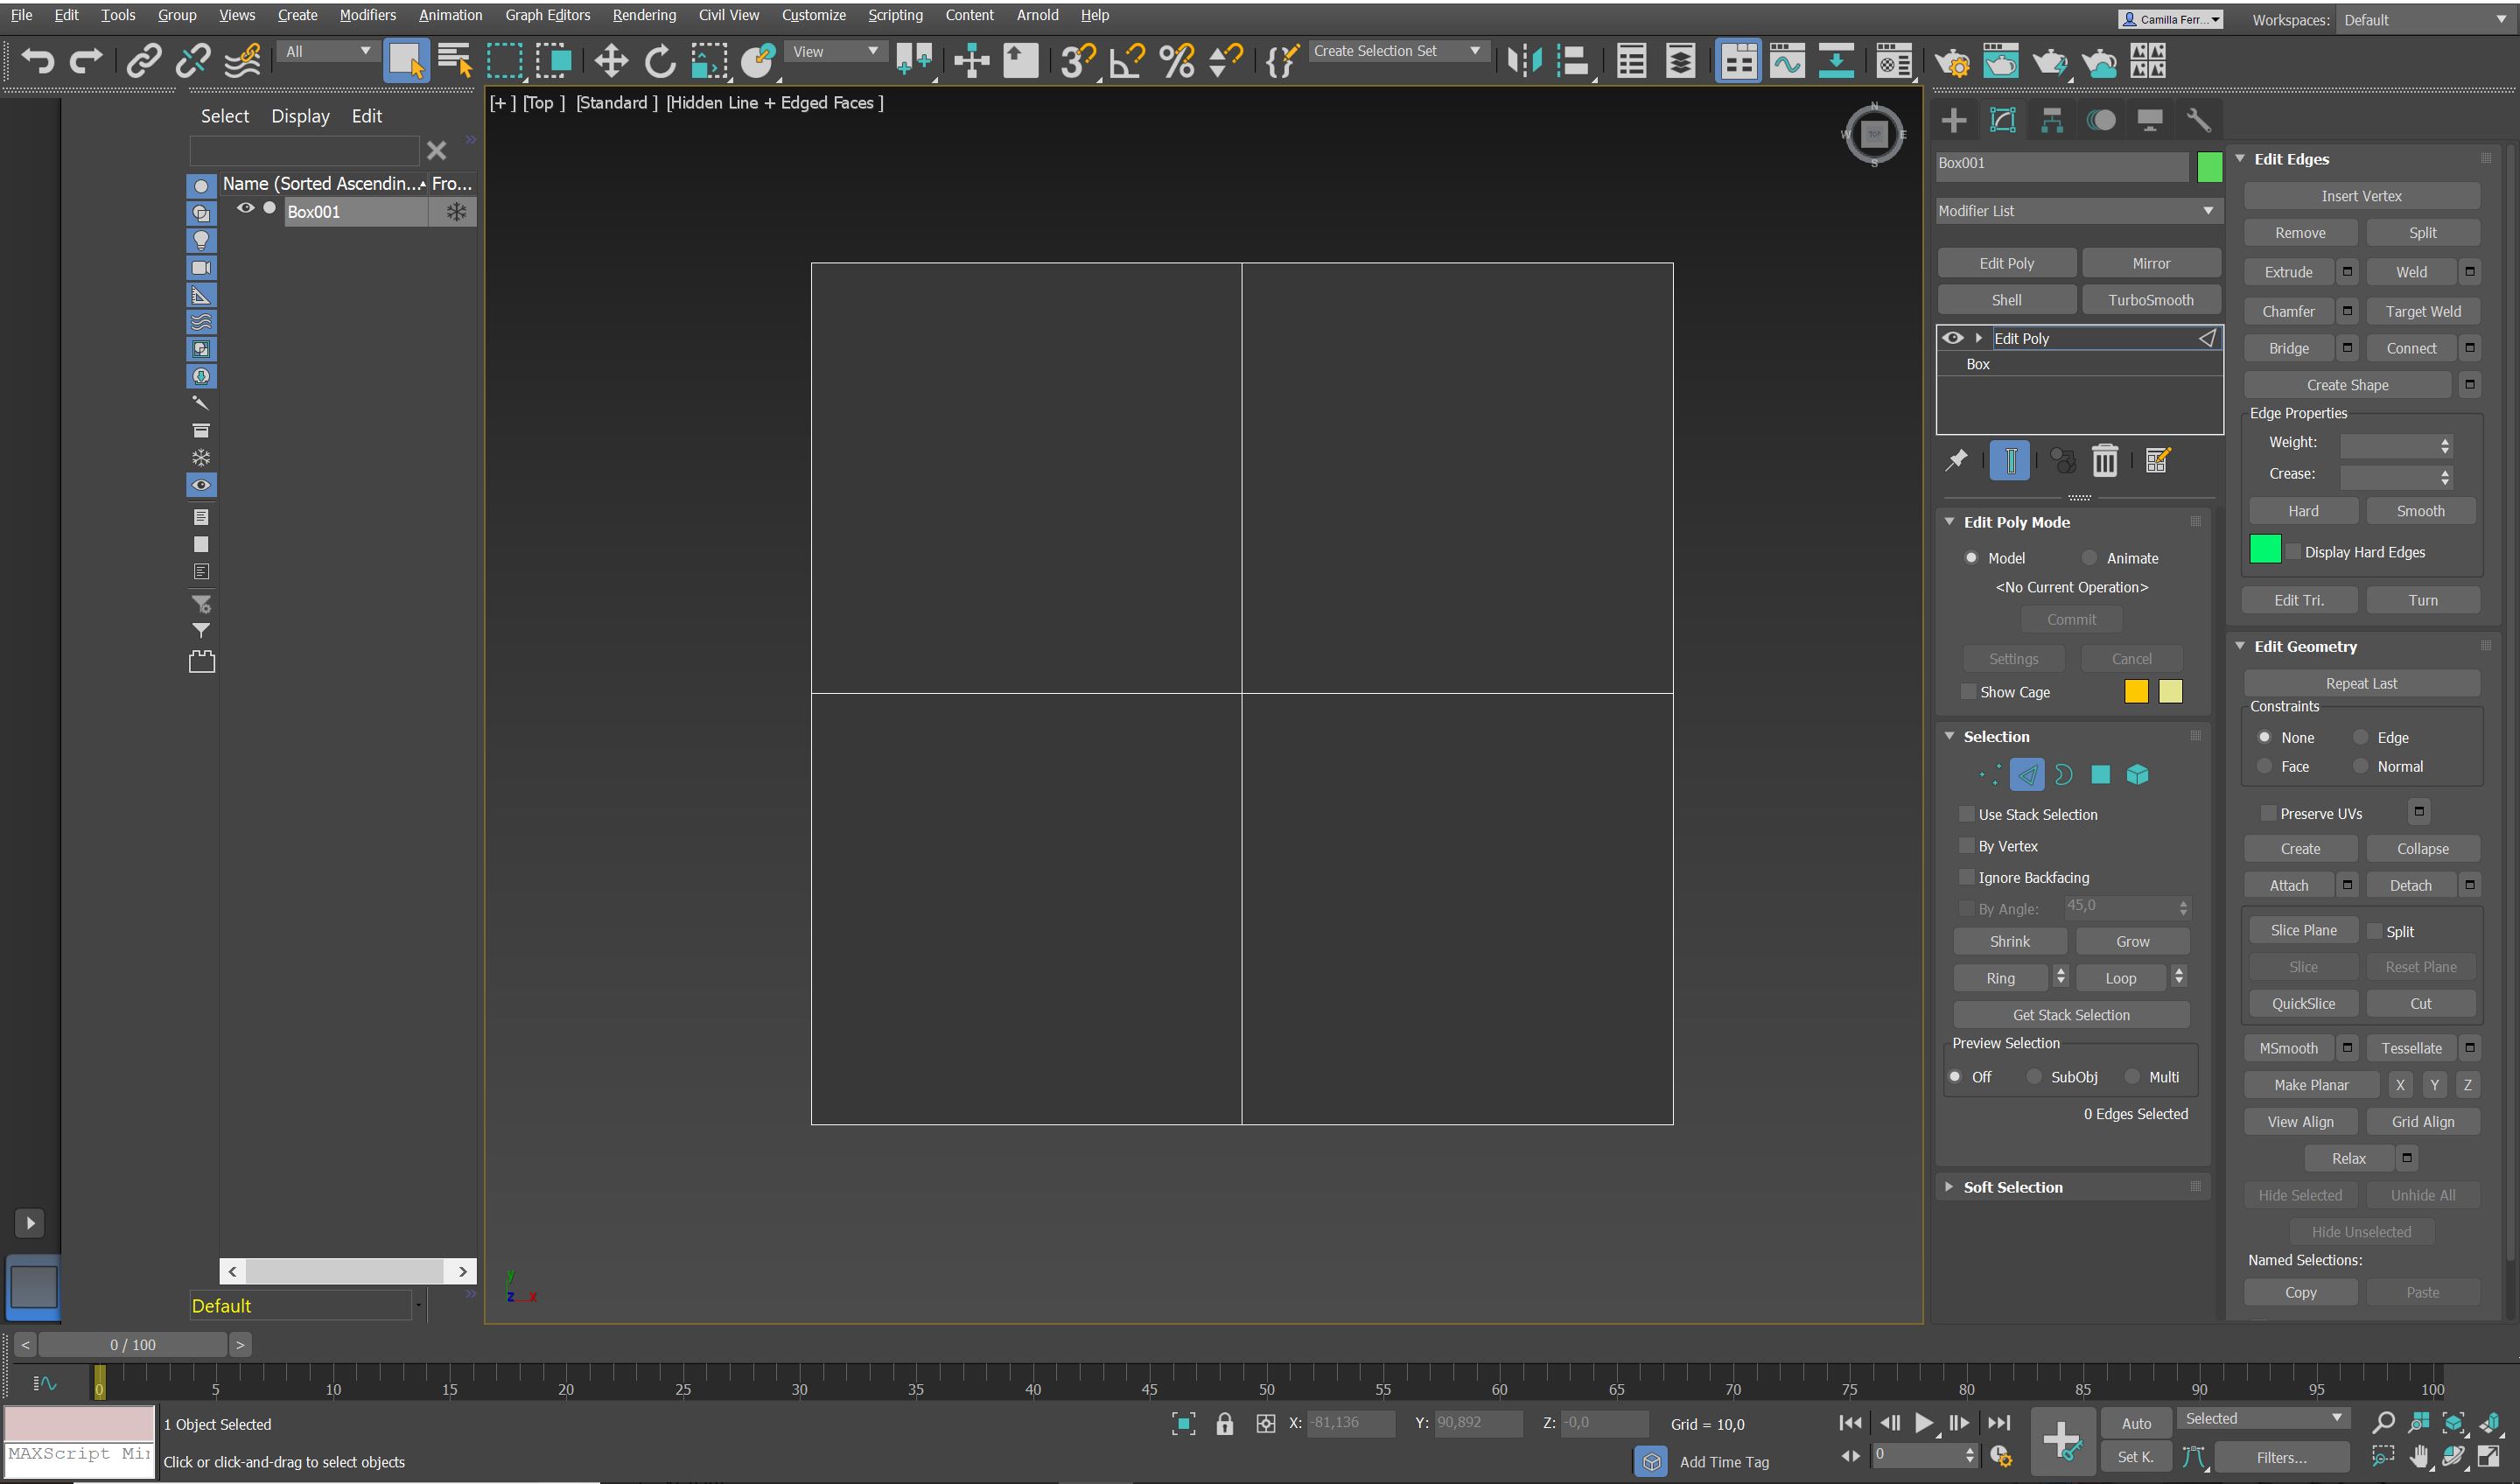 File Edit Tools Group Views Create Modifiers Animation Graph Editors Rendering Civil View Customize Scripting Content Arnold Help
Camilla Ferr...
Workspaces: Default
All
View
Create Selection Set
Select Display Edit
Name (Sorted Ascendin... Fro...
Box001
Default
[+] [Top] [Standard] [Hidden Line + Edged Faces]
N
W TOP E
S
y
z x
Box001
Modifier List
Edit Poly Mirror
Shell TurboSmooth
Edit Poly
Box
Edit Poly Mode
Model Animate
<No Current Operation>
Commit
Settings Cancel
Show Cage
Selection
Use Stack Selection
By Vertex
Ignore Backfacing
By Angle: 45,0
Shrink Grow
Ring Loop
Get Stack Selection
Preview Selection
Off SubObj Multi
0 Edges Selected
Soft Selection
Edit Edges
Insert Vertex
Remove Split
Extrude Weld
Chamfer Target Weld
Bridge Connect
Create Shape
Edge Properties
Weight:
Crease:
Hard Smooth
Display Hard Edges
Edit Tri. Turn
Edit Geometry
Repeat Last
Constraints
None Edge
Face Normal
Preserve UVs
Create Collapse
Attach Detach
Slice Plane Split
Slice Reset Plane
QuickSlice Cut
MSmooth Tessellate
Make Planar X Y Z
View Align Grid Align
Relax
Hide Selected Unhide All
Hide Unselected
Named Selections:
Copy Paste
< 0 / 100 >
0 5 10 15 20 25 30 35 40 45 50 55 60 65 70 75 80 85 90 95 100
1 Object Selected
X: -81,136 Y: 90,892 Z: -0,0 Grid = 10,0
Auto Selected
MAXScript Mi
Click or click-and-drag to select objects
Add Time Tag
0
Set K. Filters...